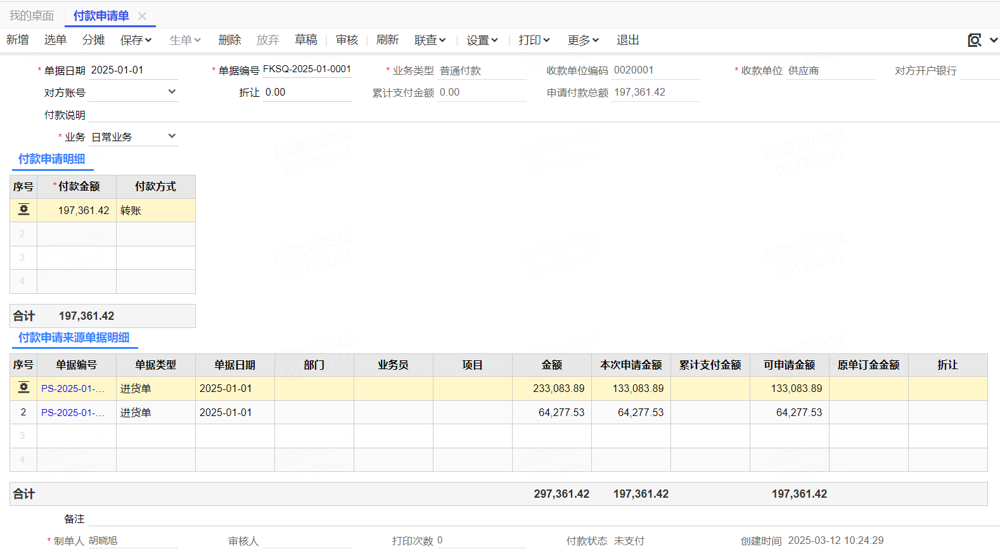 我的桌面 付款申请单
新增 选单 分摊 保存 生单 删除 放弃 草稿 审核 刷新 联查 设置 打印 更多 退出
* 单据日期 2025-01-01 * 单据编号 FKSQ-2025-01-0001 * 业务类型 普通付款 收款单位编码 0020001 * 收款单位 供应商 对方开户银行
对方账号 折让 0.00 累计支付金额 0.00 申请付款总额 197,361.42
付款说明
* 业务 日常业务
付款申请明细
序号 *付款金额 付款方式
197,361.42 转账
2
3
4
合计 197,361.42
付款申请来源单据明细
序号 单据编号 单据类型 单据日期 部门 业务员 项目 金额 本次申请金额 累计支付金额 可申请金额 原单订金金额 折让
PS-2025-01-... 进货单 2025-01-01 233,083.89 133,083.89 133,083.89
2 PS-2025-01-... 进货单 2025-01-01 64,277.53 64,277.53 64,277.53
3
4
合计 297,361.42 197,361.42 197,361.42
备注
* 制单人 胡晓旭 审核人 打印次数 0 付款状态 未支付 创建时间 2025-03-12 10:24:29
胡晓旭6352
03120941